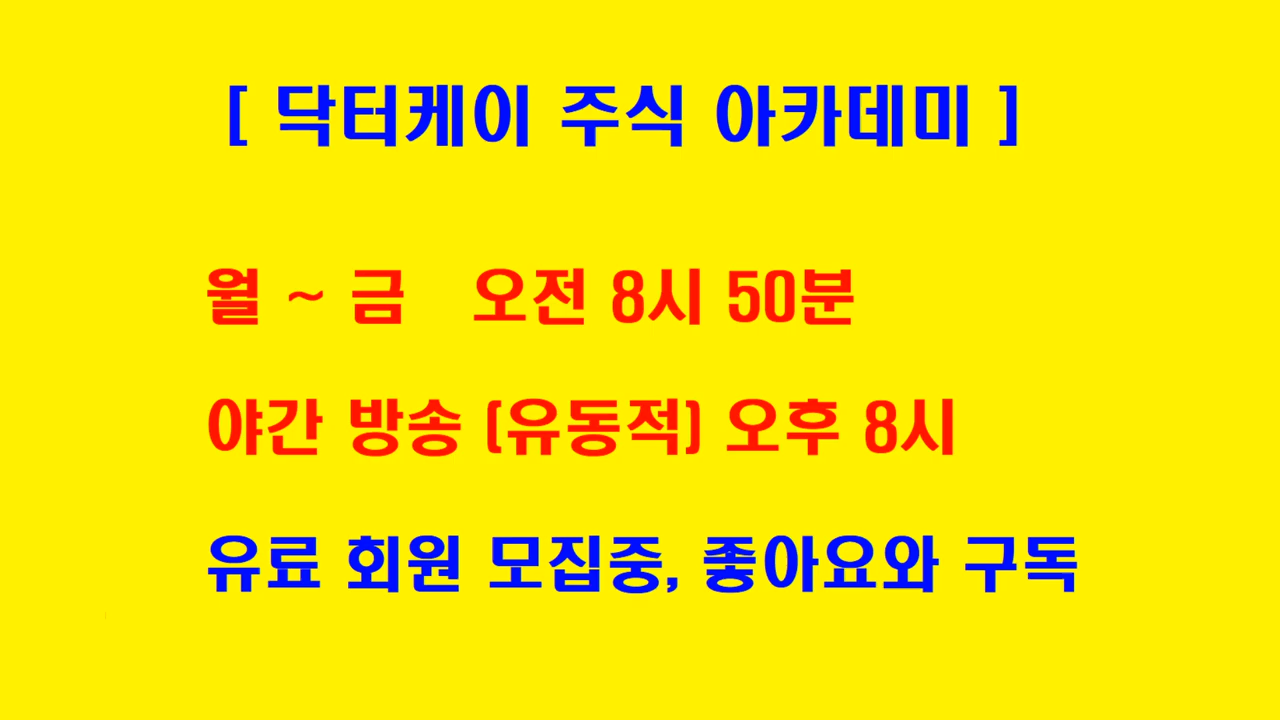 [ 닥터케이 주식 아카데미 ]
월 ~ 금 오전 8시 50분
야간 방송 (유동적) 오후 8시
유료 회원 모집중, 좋아요와 구독